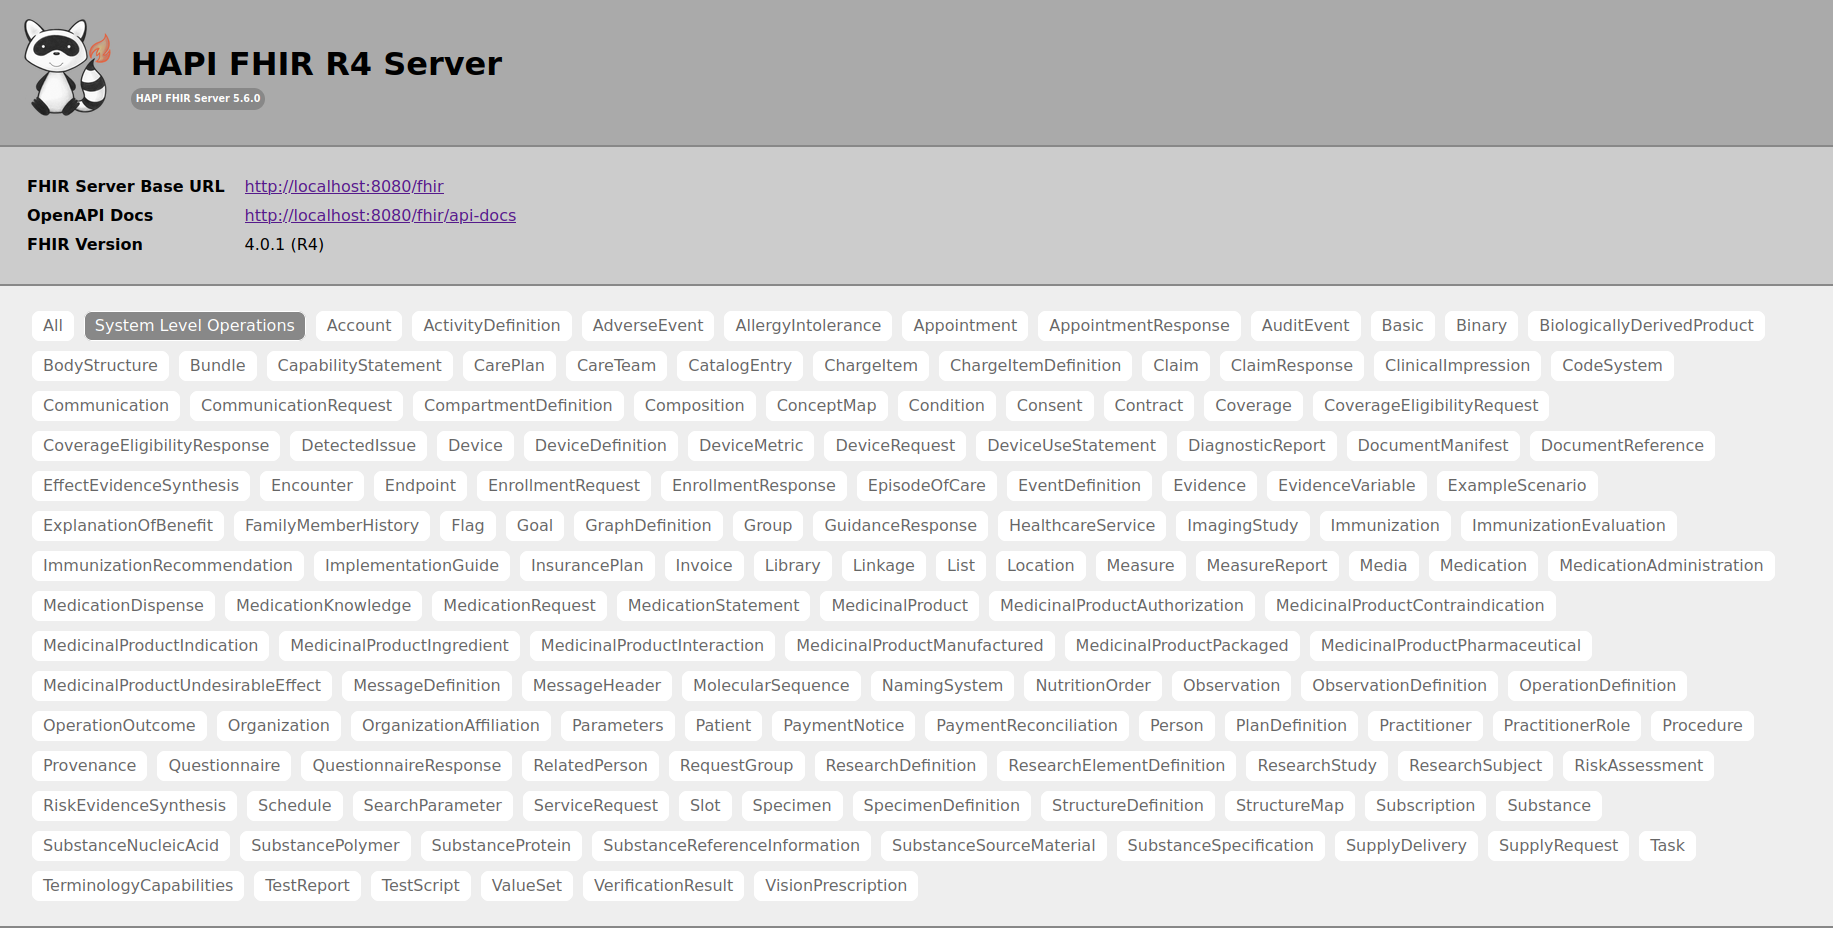 HAPI FHIR R4 Server
HAPI FHIR Server 5.6.0
FHIR Server Base URL http://localhost:8080/fhir
OpenAPI Docs http://localhost:8080/fhir/api-docs
FHIR Version 4.0.1 (R4)
All System Level Operations Account ActivityDefinition AdverseEvent AllergyIntolerance Appointment AppointmentResponse AuditEvent Basic Binary BiologicallyDerivedProduct
BodyStructure Bundle CapabilityStatement CarePlan CareTeam CatalogEntry ChargeItem ChargeItemDefinition Claim ClaimResponse ClinicalImpression CodeSystem
Communication CommunicationRequest CompartmentDefinition Composition ConceptMap Condition Consent Contract Coverage CoverageEligibilityRequest
CoverageEligibilityResponse DetectedIssue Device DeviceDefinition DeviceMetric DeviceRequest DeviceUseStatement DiagnosticReport DocumentManifest DocumentReference
EffectEvidenceSynthesis Encounter Endpoint EnrollmentRequest EnrollmentResponse EpisodeOfCare EventDefinition Evidence EvidenceVariable ExampleScenario
ExplanationOfBenefit FamilyMemberHistory Flag Goal GraphDefinition Group GuidanceResponse HealthcareService ImagingStudy Immunization ImmunizationEvaluation
ImmunizationRecommendation ImplementationGuide InsurancePlan Invoice Library Linkage List Location Measure MeasureReport Media Medication MedicationAdministration
MedicationDispense MedicationKnowledge MedicationRequest MedicationStatement MedicinalProduct MedicinalProductAuthorization MedicinalProductContraindication
MedicinalProductIndication MedicinalProductIngredient MedicinalProductInteraction MedicinalProductManufactured MedicinalProductPackaged MedicinalProductPharmaceutical
MedicinalProductUndesirableEffect MessageDefinition MessageHeader MolecularSequence NamingSystem NutritionOrder Observation ObservationDefinition OperationDefinition
OperationOutcome Organization OrganizationAffiliation Parameters Patient PaymentNotice PaymentReconciliation Person PlanDefinition Practitioner PractitionerRole Procedure
Provenance Questionnaire QuestionnaireResponse RelatedPerson RequestGroup ResearchDefinition ResearchElementDefinition ResearchStudy ResearchSubject RiskAssessment
RiskEvidenceSynthesis Schedule SearchParameter ServiceRequest Slot Specimen SpecimenDefinition StructureDefinition StructureMap Subscription Substance
SubstanceNucleicAcid SubstancePolymer SubstanceProtein SubstanceReferenceInformation SubstanceSourceMaterial SubstanceSpecification SupplyDelivery SupplyRequest Task
TerminologyCapabilities TestReport TestScript ValueSet VerificationResult VisionPrescription